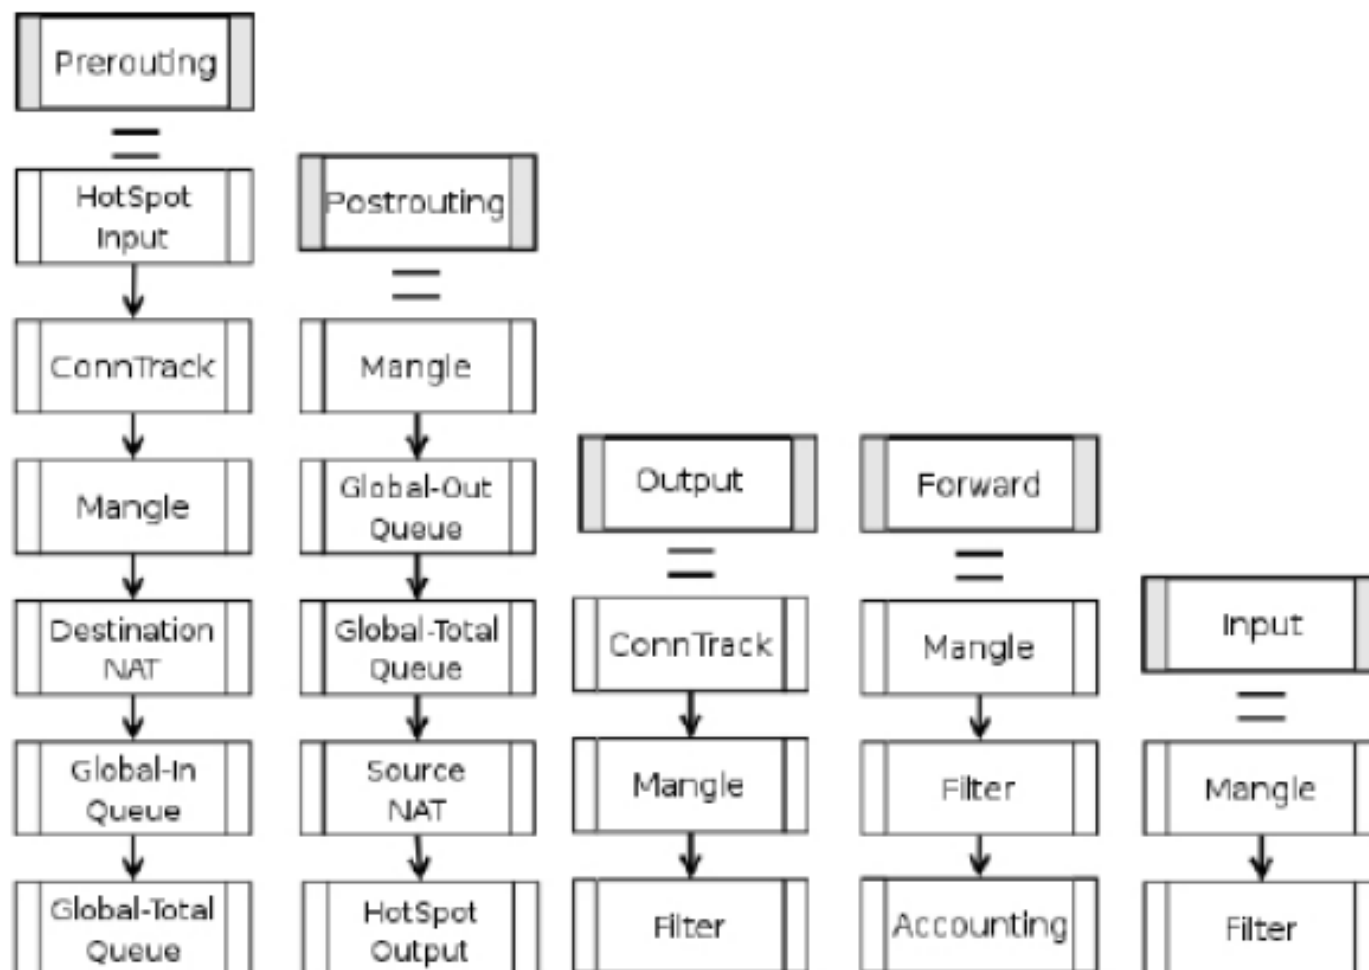 Prerouting
HotSpot
Input
ConnTrack
Mangle
Destination
NAT
Global-In
Queue
Global-Total
Queue
Postrouting
Mangle
Global-Out
Queue
Global-Total
Queue
Source
NAT
HotSpot
Output
Output
ConnTrack
Mangle
Filter
Forward
Mangle
Filter
Accounting
Input
Mangle
Filter